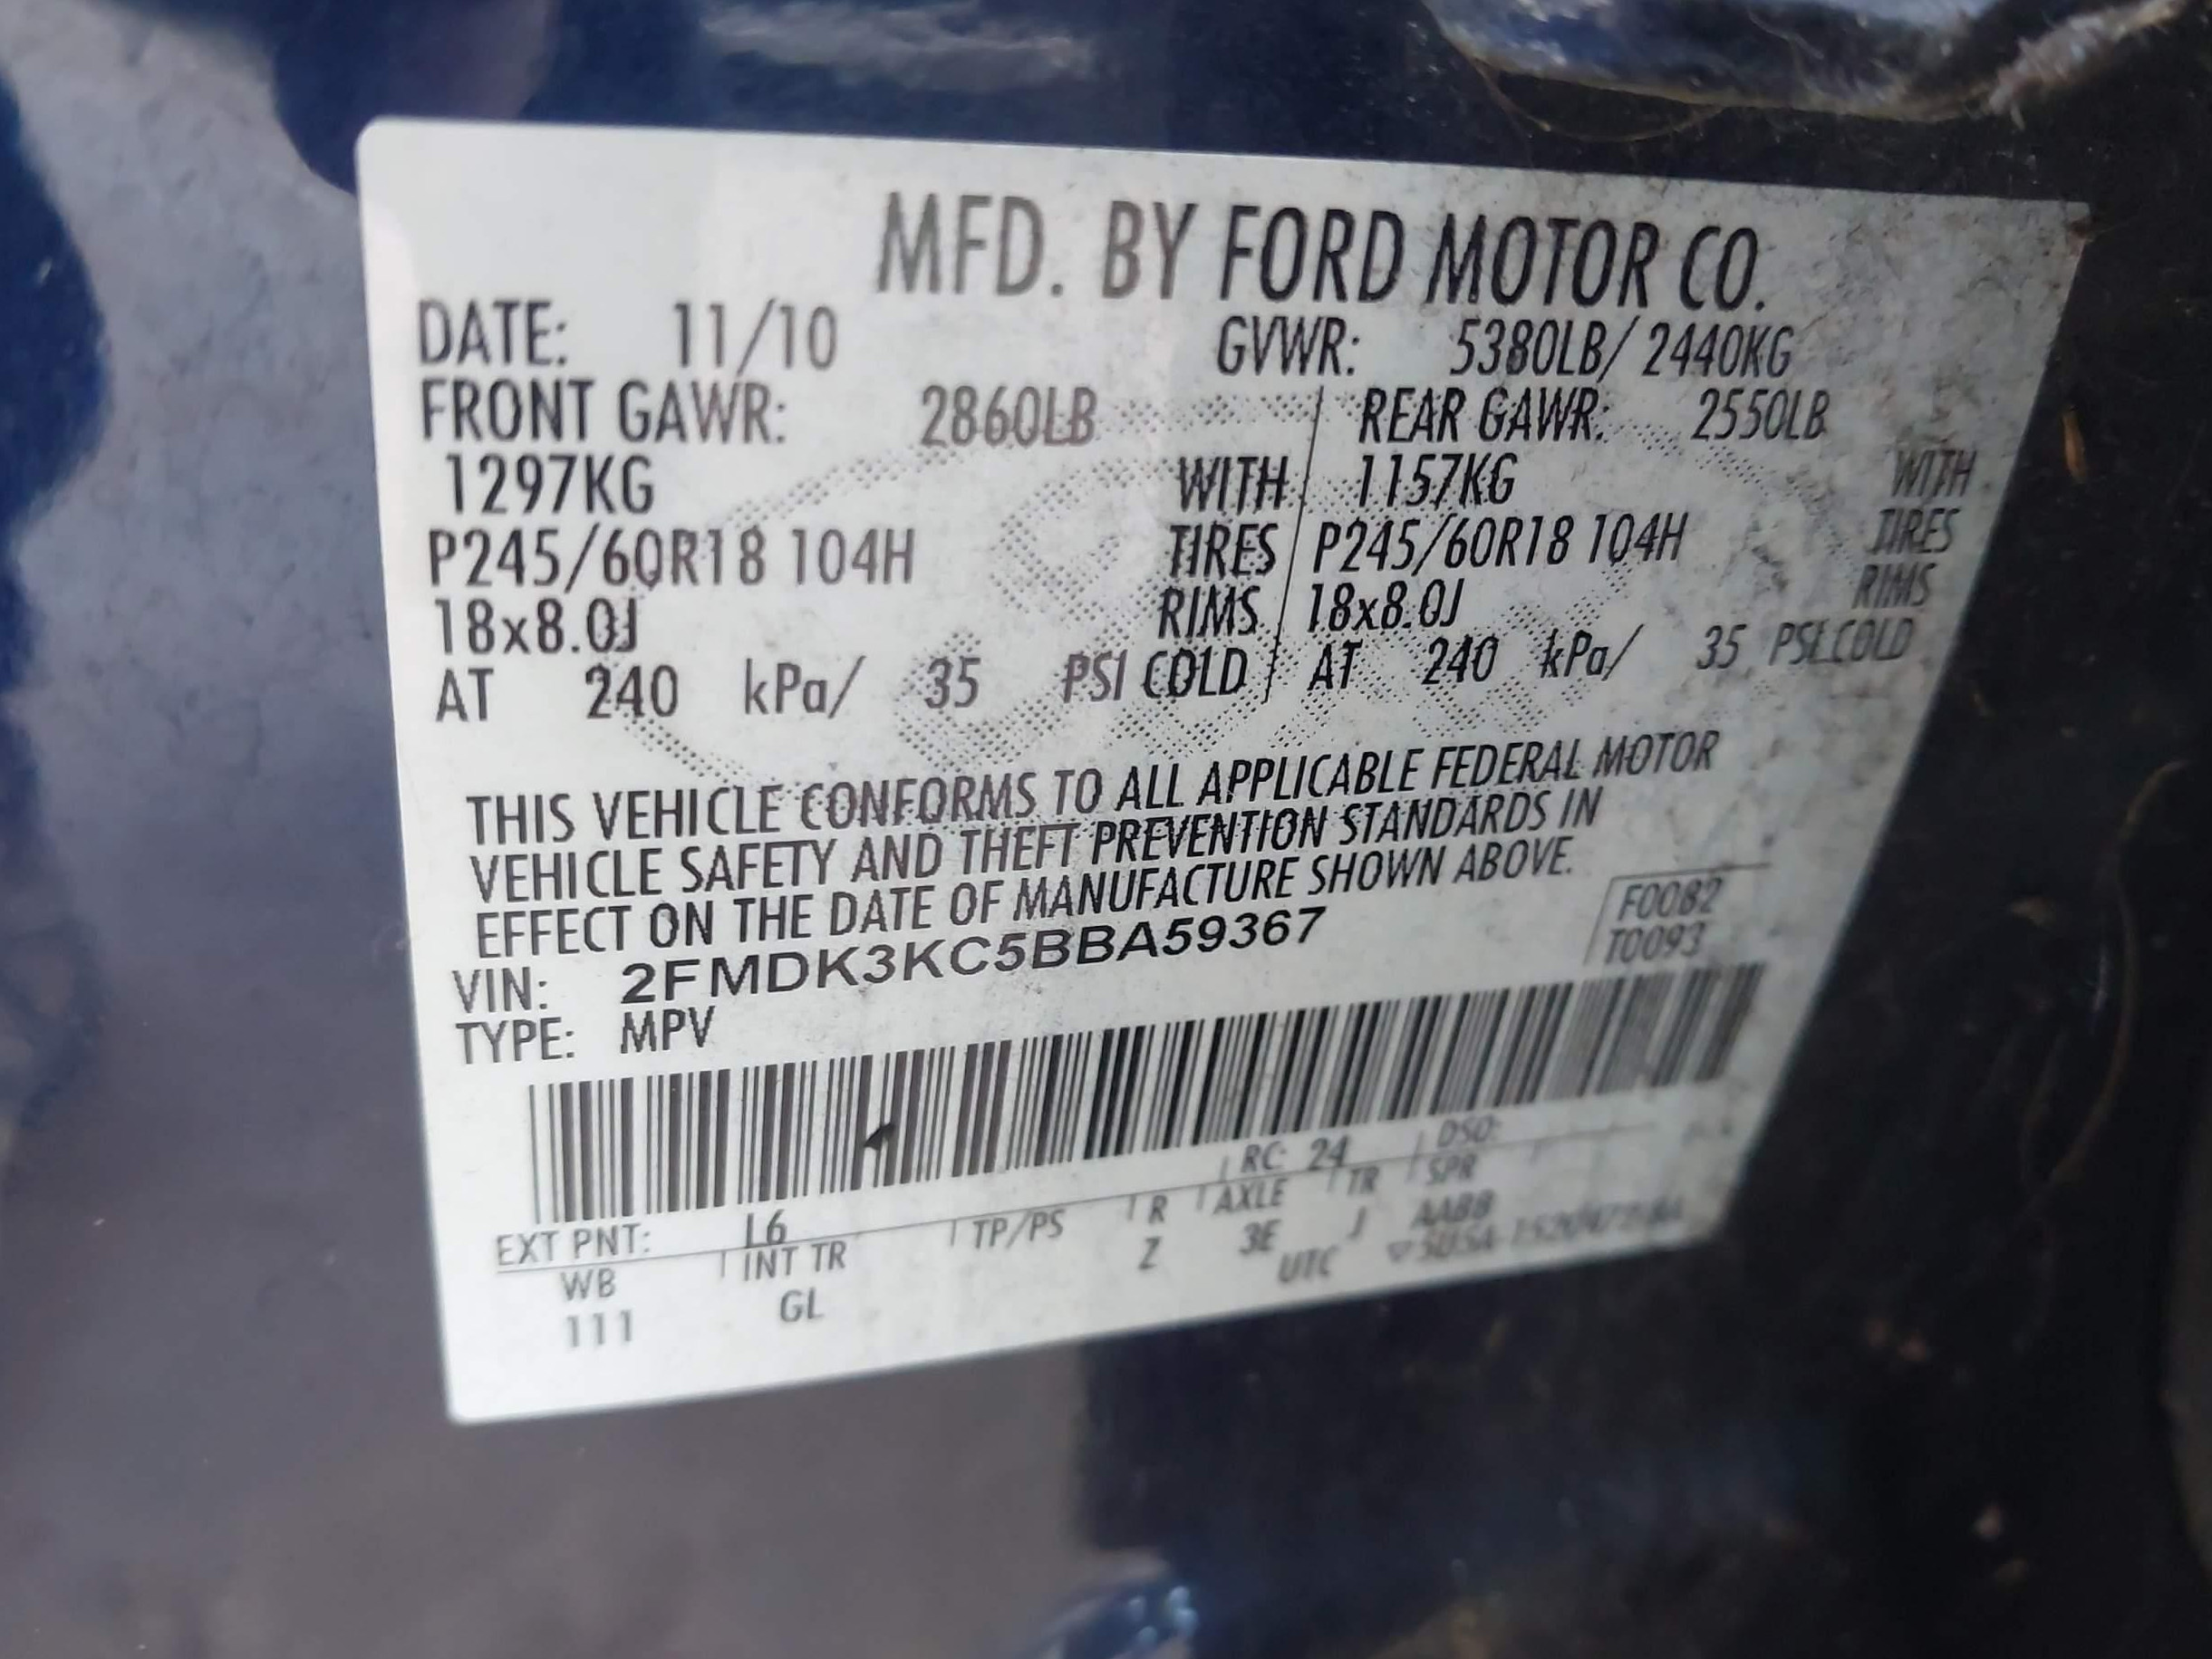 MFD. BY FORD MOTOR CO.
DATE: 11/10 GVWR: 5380LB/ 2440KG
FRONT GAWR: 2860LB REAR GAWR: 2550LB
1297KG WITH 1157KG WITH
P245/60R18 104H TIRES P245/60R18 104H TIRES
18x8.0J RIMS 18x8.0J RIMS
AT 240 kPa/ 35 PSI COLD AT 240 kPa/ 35 PSI COLD
THIS VEHICLE CONFORMS TO ALL APPLICABLE FEDERAL MOTOR
VEHICLE SAFETY AND THEFT PREVENTION STANDARDS IN
EFFECT ON THE DATE OF MANUFACTURE SHOWN ABOVE.
F0082
T0093
VIN: 2FMDK3KC5BBA59367
TYPE: MPV
EXT PNT: L6 RC: 24 DSO:
WB INT TR TP/PS R AXLE TR SPR
111 GL Z 3E J AABB
UTC